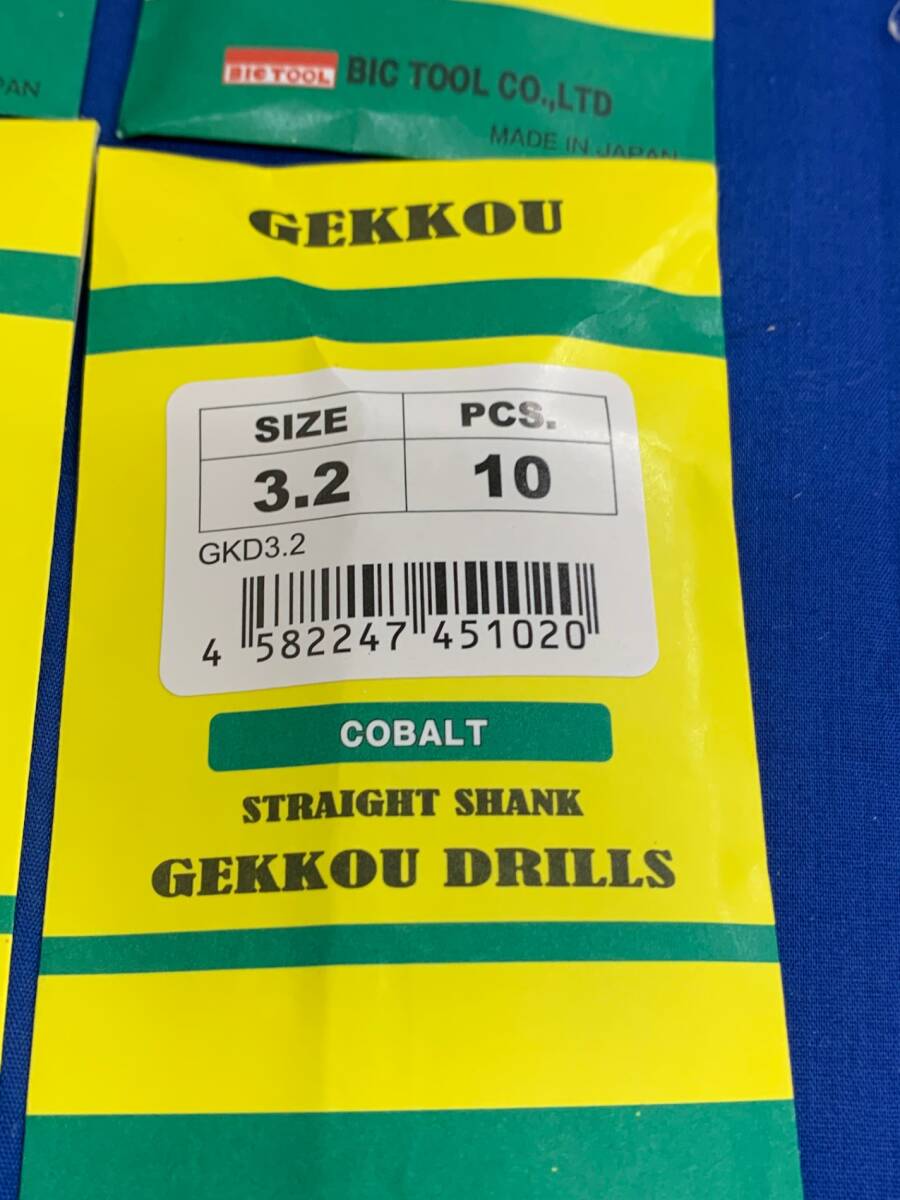 PAN
BIC TOOL BIC TOOL CO.,LTD
MADE IN JAPAN
GEKKOU
SIZE PCS.
3.2 10
GKD3.2
4 582247 451020
COBALT
STRAIGHT SHANK
GEKKOU DRILLS